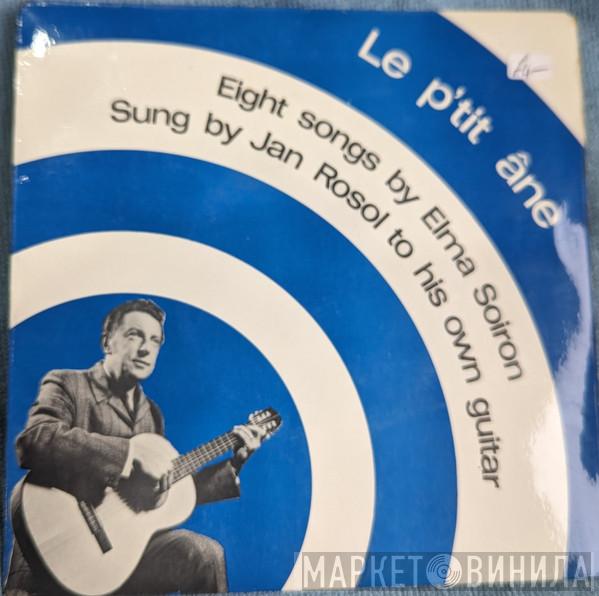 Le p'tit âne
Eight songs by Elma Soiron
Sung by Jan Rosol to his own guitar
МАРКЕТ ВИНИЛА